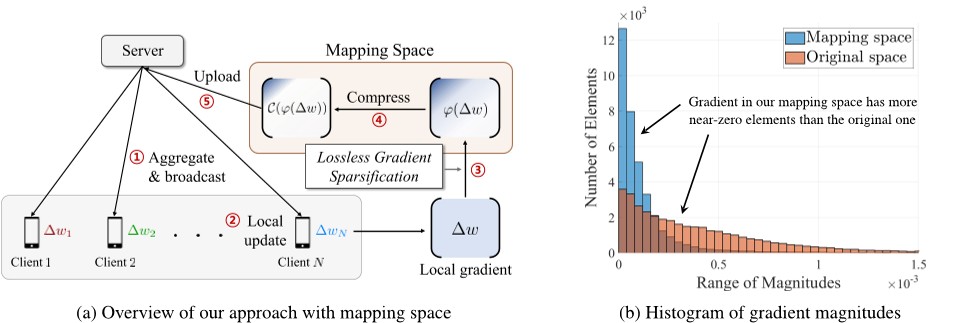 Server
Mapping Space
Upload
⑤
C(φ(Δw))
Compress
④
φ(Δw)
① Aggregate
& broadcast
Lossless Gradient
Sparsification
③
Δw₁
Δw₂
. . .
② Local
update
Δw_N
Δw
Client 1
Client 2
Client N
Local gradient
(a) Overview of our approach with mapping space
×10³
Mapping space
Original space
Gradient in our mapping space has more
near-zero elements than the original one
Number of Elements
12
10
8
6
4
2
0
0
0.5
1
1.5
Range of Magnitudes
×10⁻³
(b) Histogram of gradient magnitudes